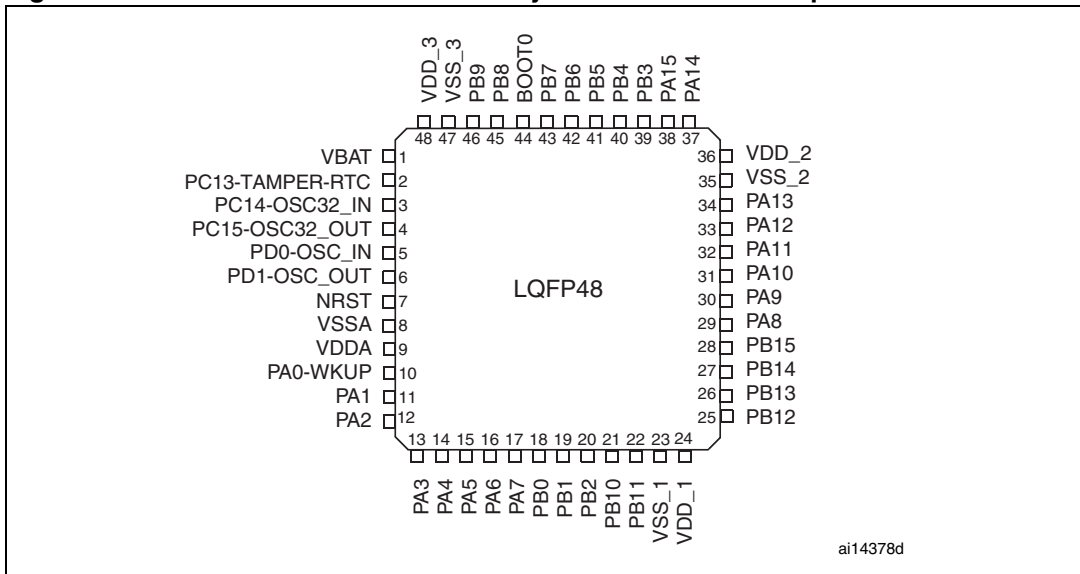 VDD_3
VSS_3
PB9
PB8
BOOT0
PB7
PB6
PB5
PB4
PB3
PA15
PA14
48 47 46 45 44 43 42 41 40 39 38 37
VBAT 1
PC13-TAMPER-RTC 2
PC14-OSC32_IN 3
PC15-OSC32_OUT 4
PD0-OSC_IN 5
PD1-OSC_OUT 6
NRST 7
VSSA 8
VDDA 9
PA0-WKUP 10
PA1 11
PA2 12
LQFP48
36 VDD_2
35 VSS_2
34 PA13
33 PA12
32 PA11
31 PA10
30 PA9
29 PA8
28 PB15
27 PB14
26 PB13
25 PB12
13 14 15 16 17 18 19 20 21 22 23 24
PA3
PA4
PA5
PA6
PA7
PB0
PB1
PB2
PB10
PB11
VSS_1
VDD_1
ai14378d